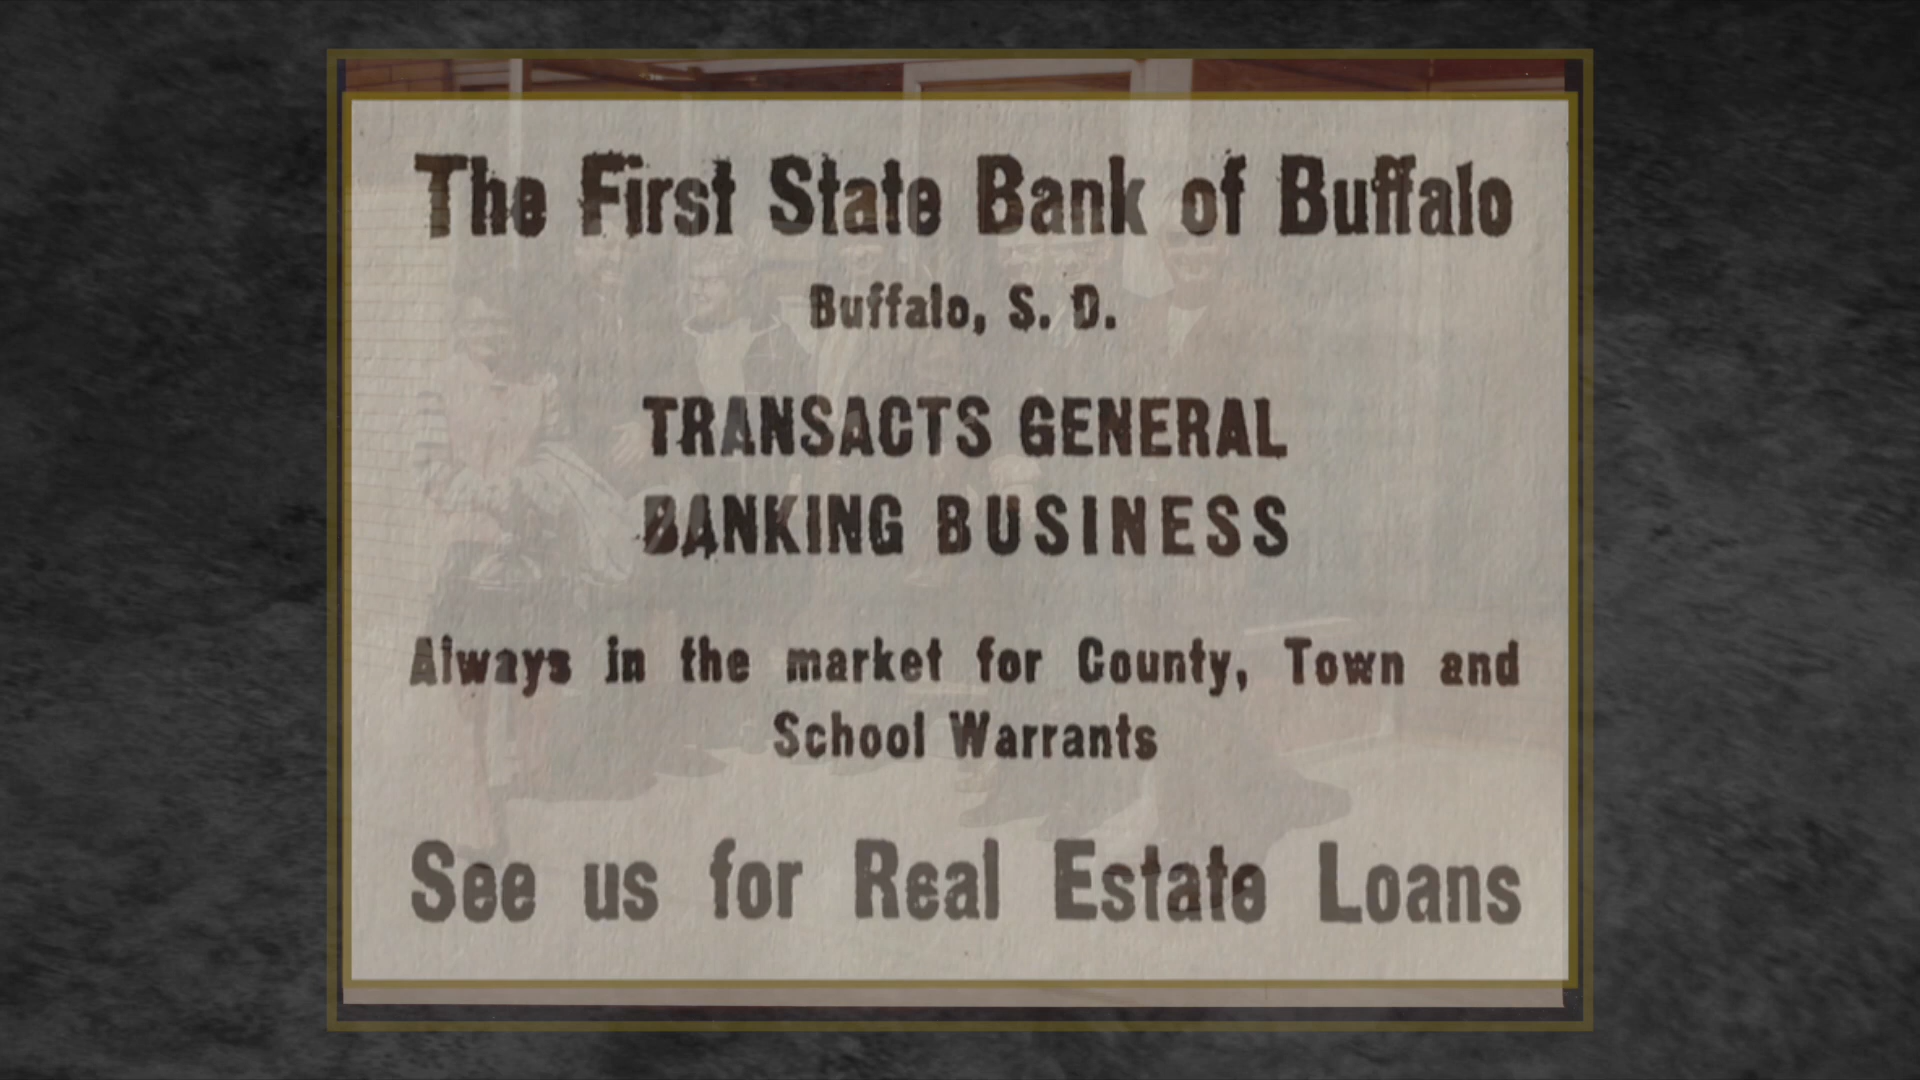 The First State Bank of Buffalo
Buffalo, S. D.
TRANSACTS GENERAL
BANKING BUSINESS
Always in the market for County, Town and
School Warrants
See us for Real Estate Loans